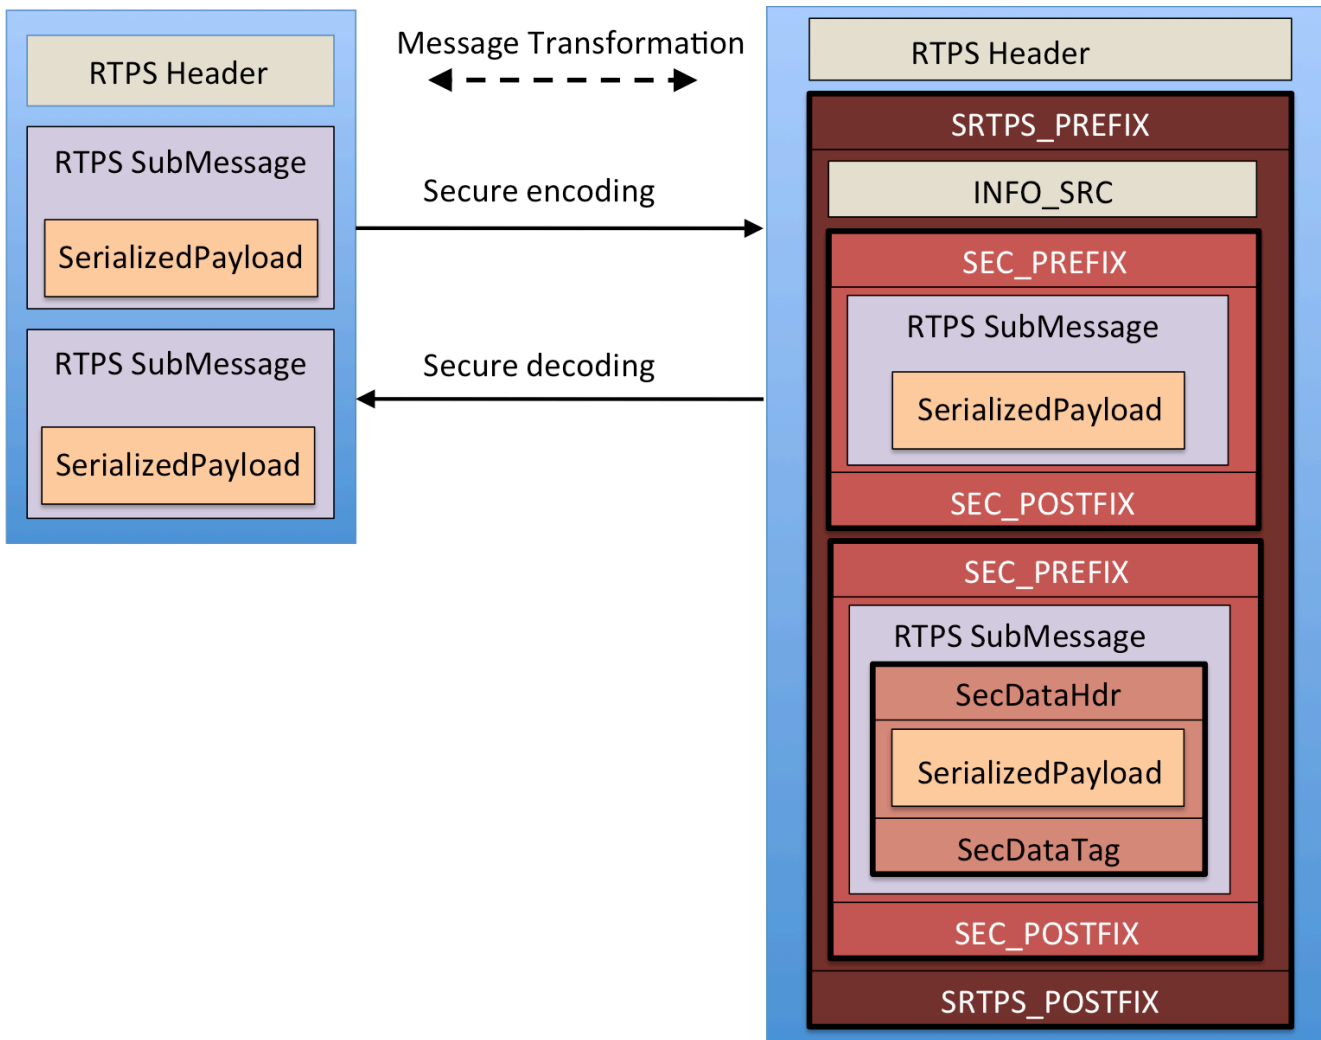 RTPS Header
RTPS SubMessage
SerializedPayload
RTPS SubMessage
SerializedPayload
Message Transformation
Secure encoding
Secure decoding
RTPS Header
SRTPS_PREFIX
INFO_SRC
SEC_PREFIX
RTPS SubMessage
SerializedPayload
SEC_POSTFIX
SEC_PREFIX
RTPS SubMessage
SecDataHdr
SerializedPayload
SecDataTag
SEC_POSTFIX
SRTPS_POSTFIX